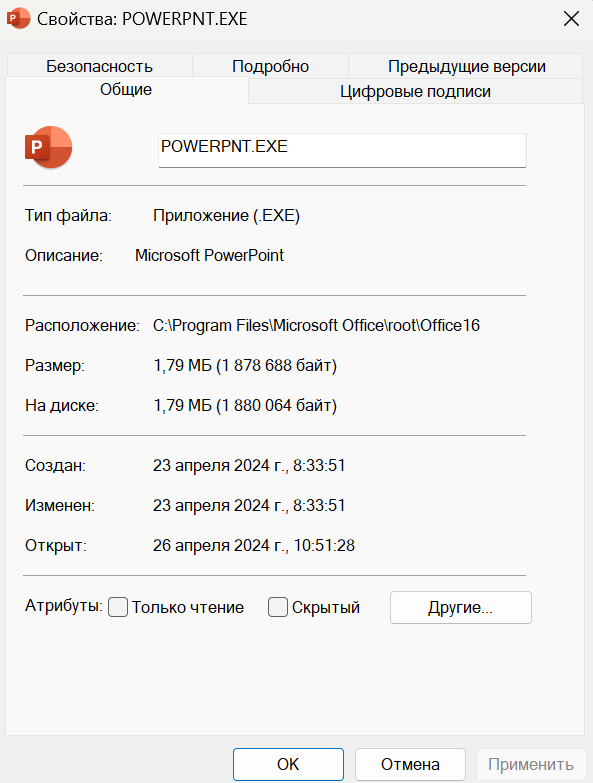 P Свойства: POWERPNT.EXE
Безопасность Подробно Предыдущие версии
Общие Цифровые подписи
P POWERPNT.EXE
Тип файла: Приложение (.EXE)
Описание: Microsoft PowerPoint
Расположение: C:\Program Files\Microsoft Office\root\Office16
Размер: 1,79 МБ (1 878 688 байт)
На диске: 1,79 МБ (1 880 064 байт)
Создан: 23 апреля 2024 г., 8:33:51
Изменен: 23 апреля 2024 г., 8:33:51
Открыт: 26 апреля 2024 г., 10:51:28
Атрибуты: Только чтение Скрытый Другие...
ОК Отмена Применить